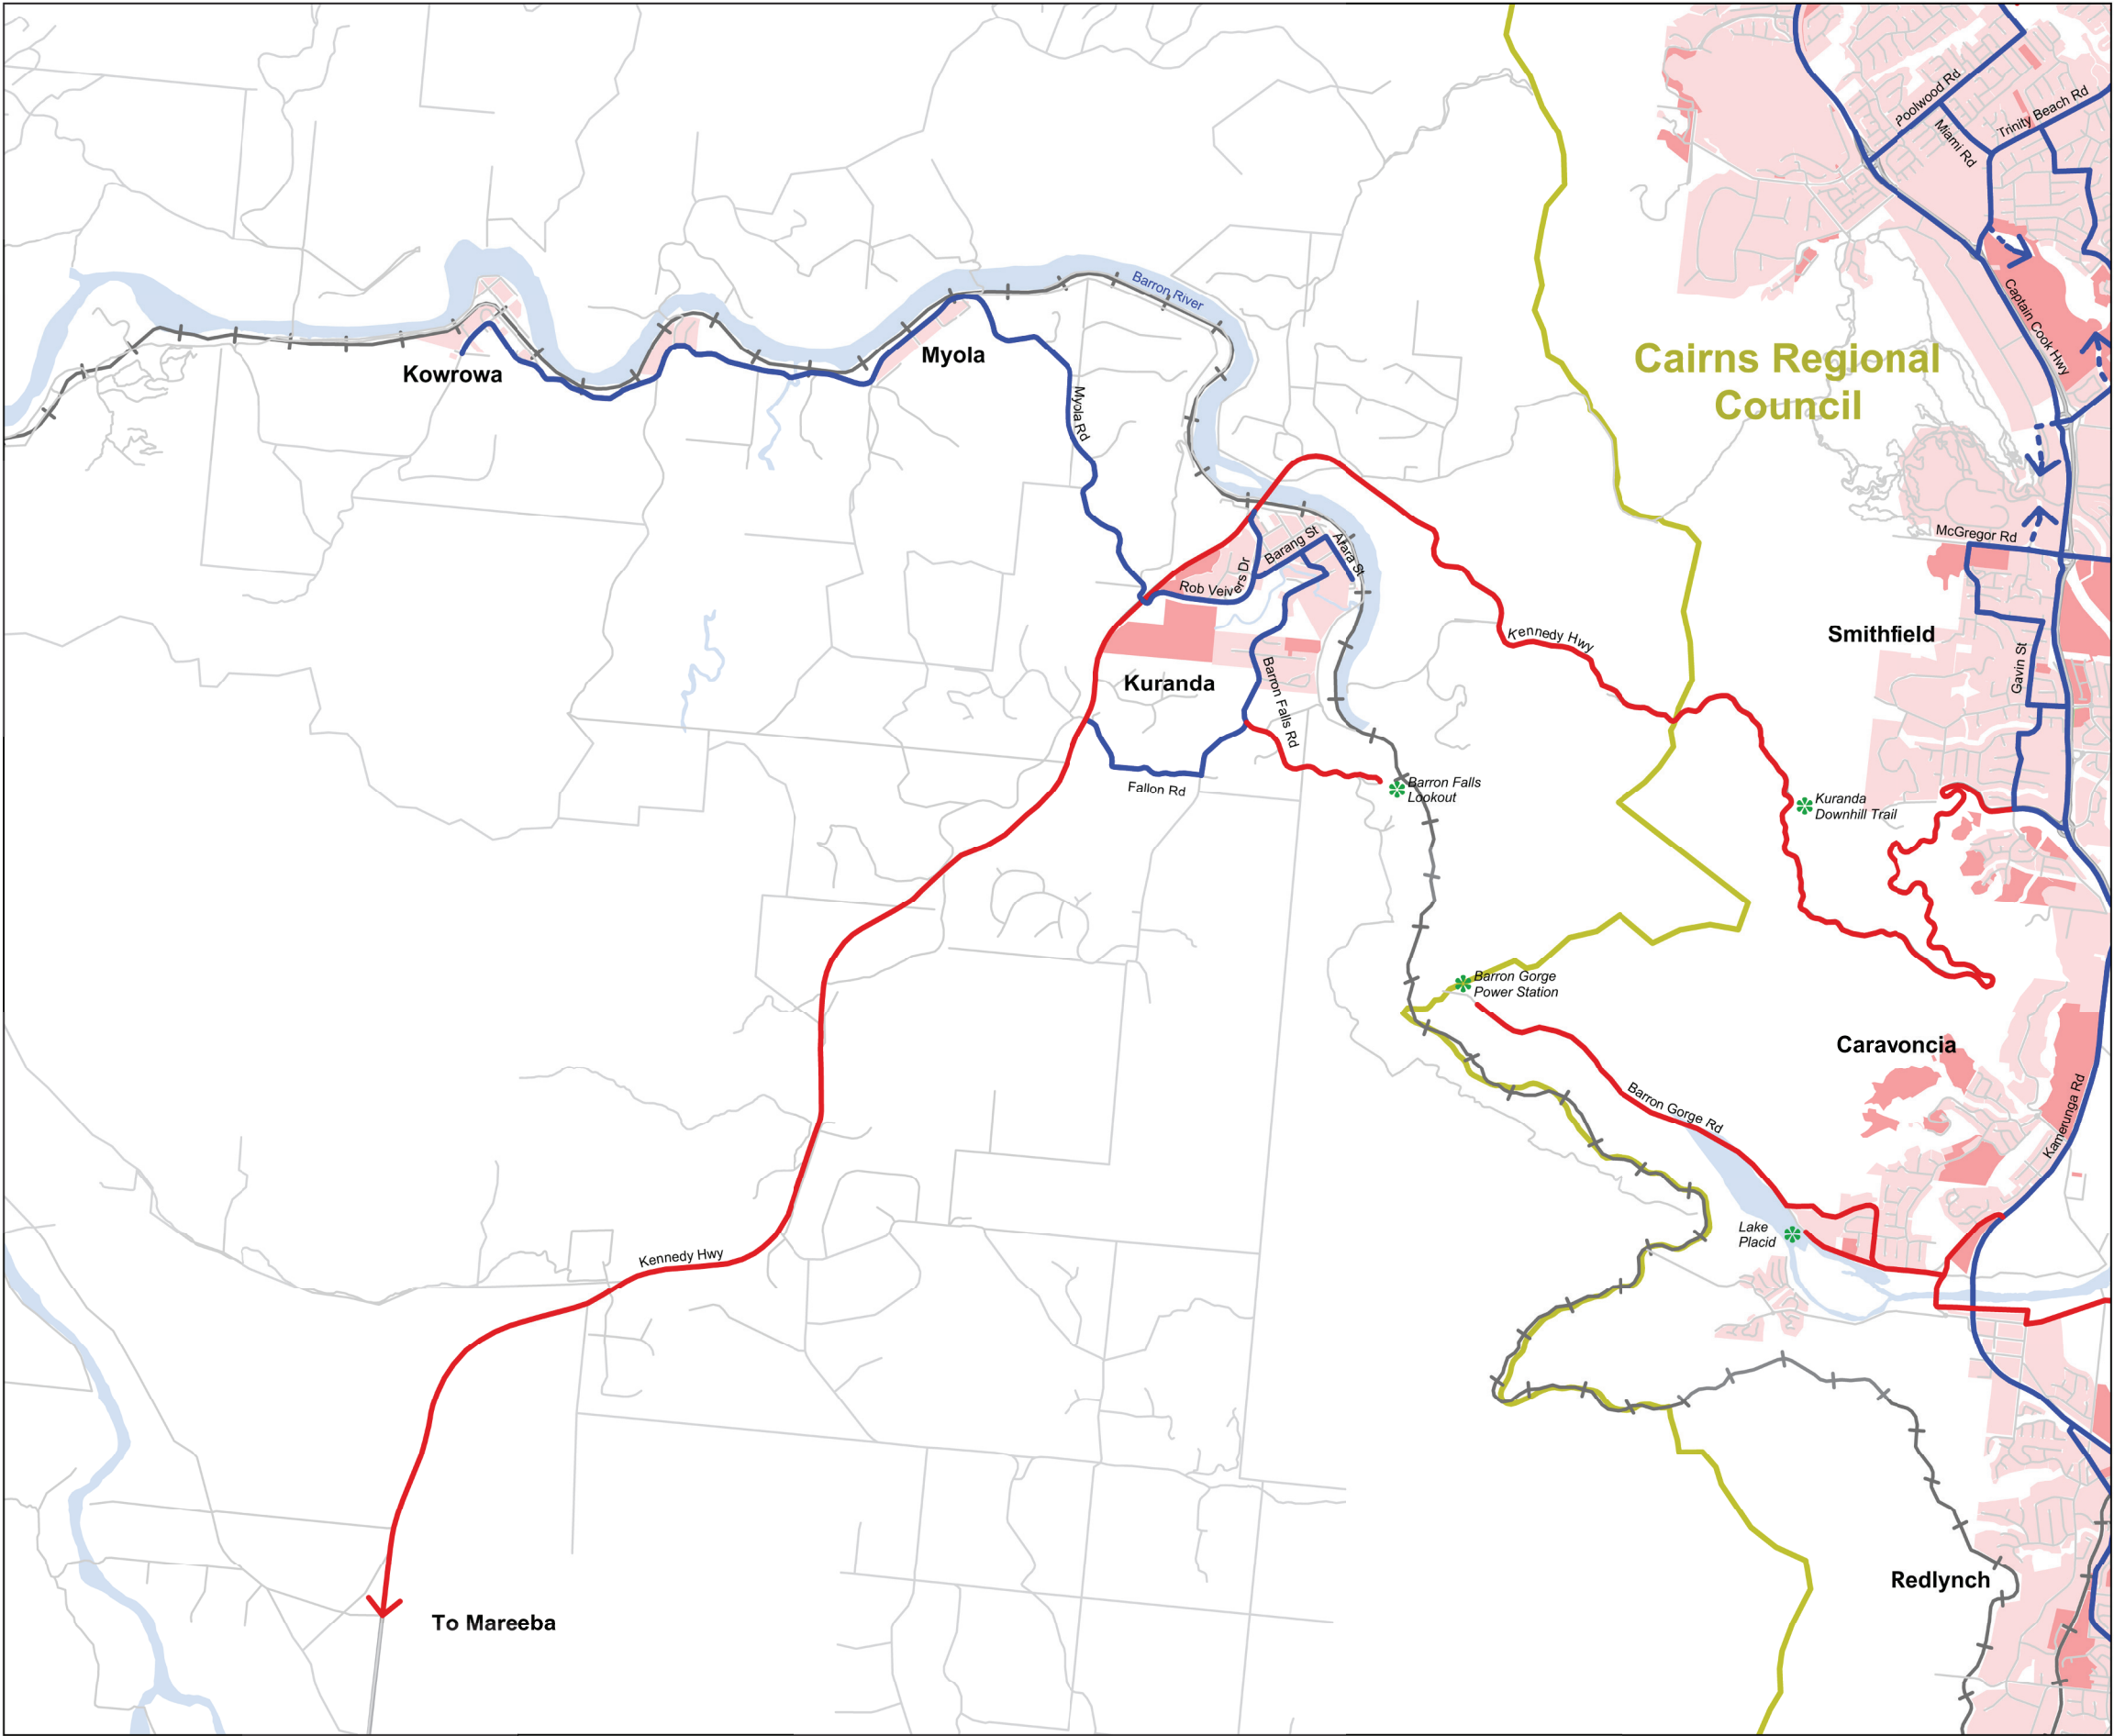 Poolwood Rd
Trinity Beach Rd
Miami Rd
Barron River
Captain Cook Hwy
Cairns Regional
Council
Myola
Kowrowa
Myola Rd
McGregor Rd
Barang St
Arara St
Rob Veivers Dr
Kennedy Hwy
Smithfield
Gavin St
Kuranda
Barron Falls Rd
Fallon Rd
Barron Falls
Lookout
Kuranda
Downhill Trail
Barron Gorge
Power Station
Caravoncia
Barron Gorge Rd
Kamerunga Rd
Lake
Placid
Kennedy Hwy
Redlynch
To Mareeba